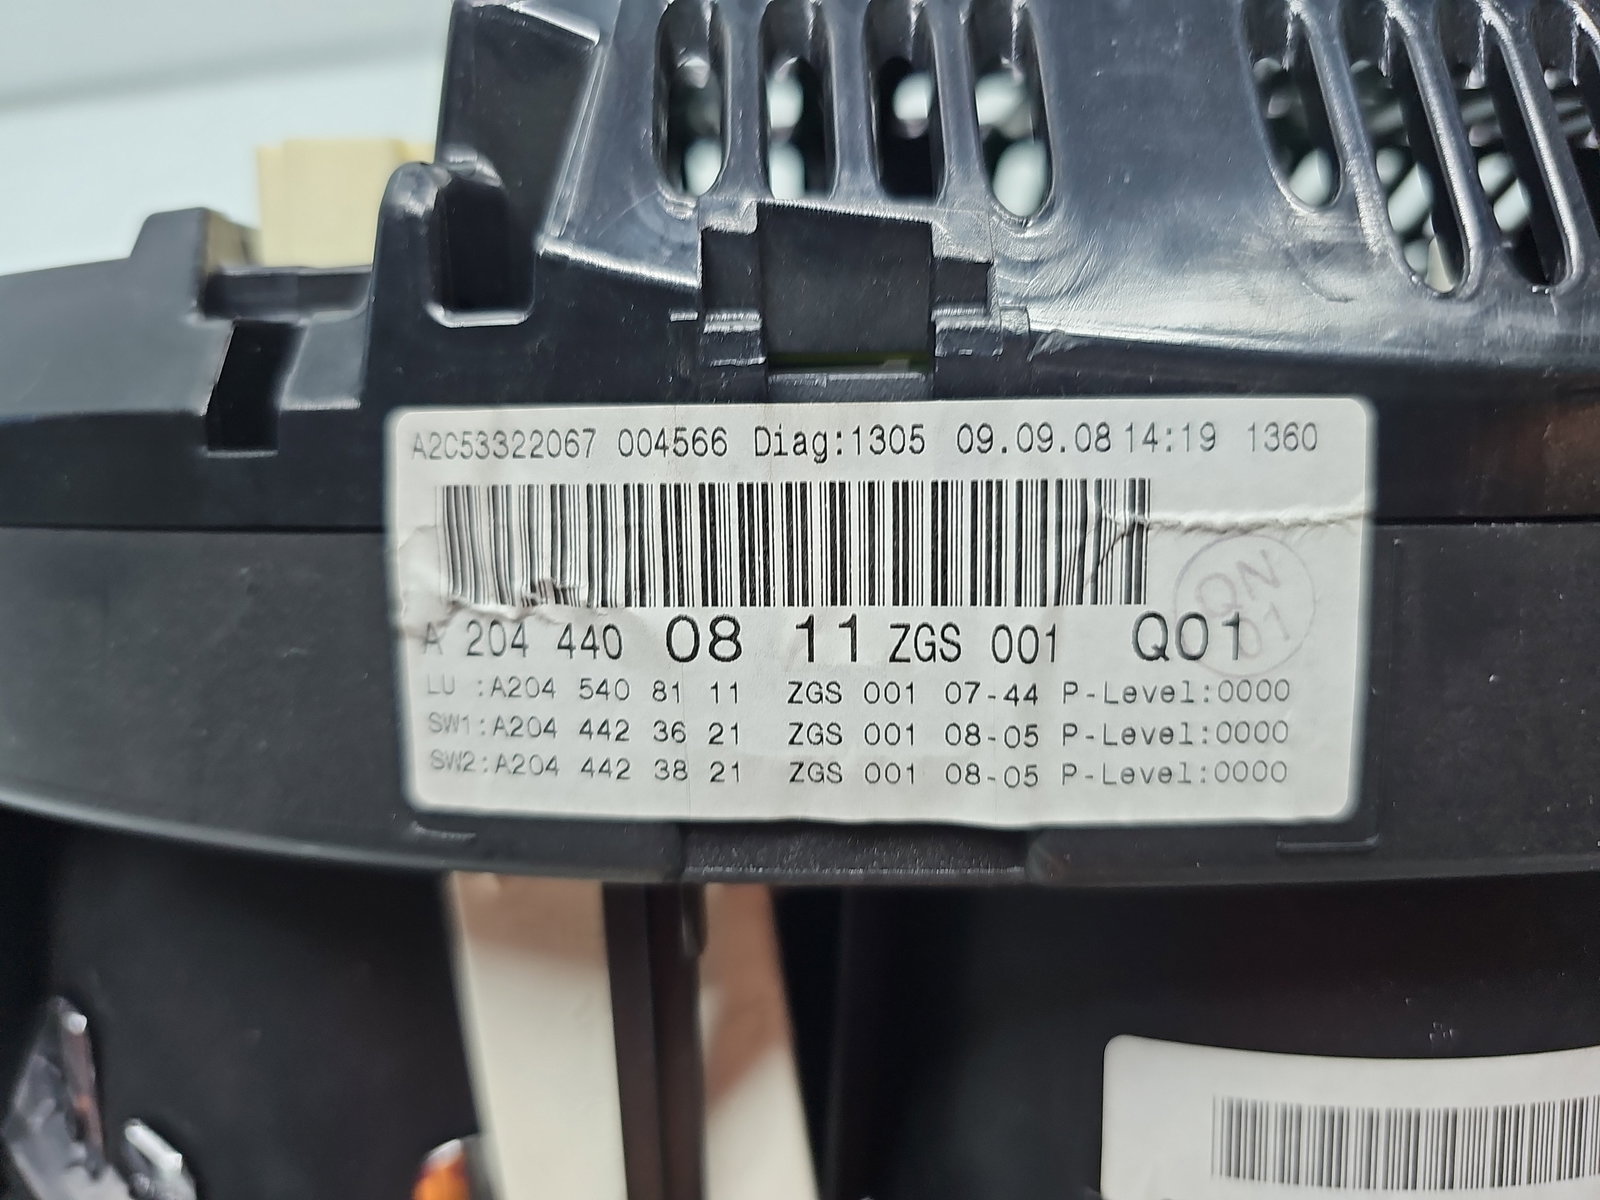 A2C53322067 004566 Diag:1305 09.09.08 14:19 1360
A 204 440 08 11 ZGS 001 Q01
QN
01
LU :A204 540 81 11 ZGS 001 07-44 P-Level:0000
SW1:A204 442 36 21 ZGS 001 08-05 P-Level:0000
SW2:A204 442 38 21 ZGS 001 08-05 P-Level:0000